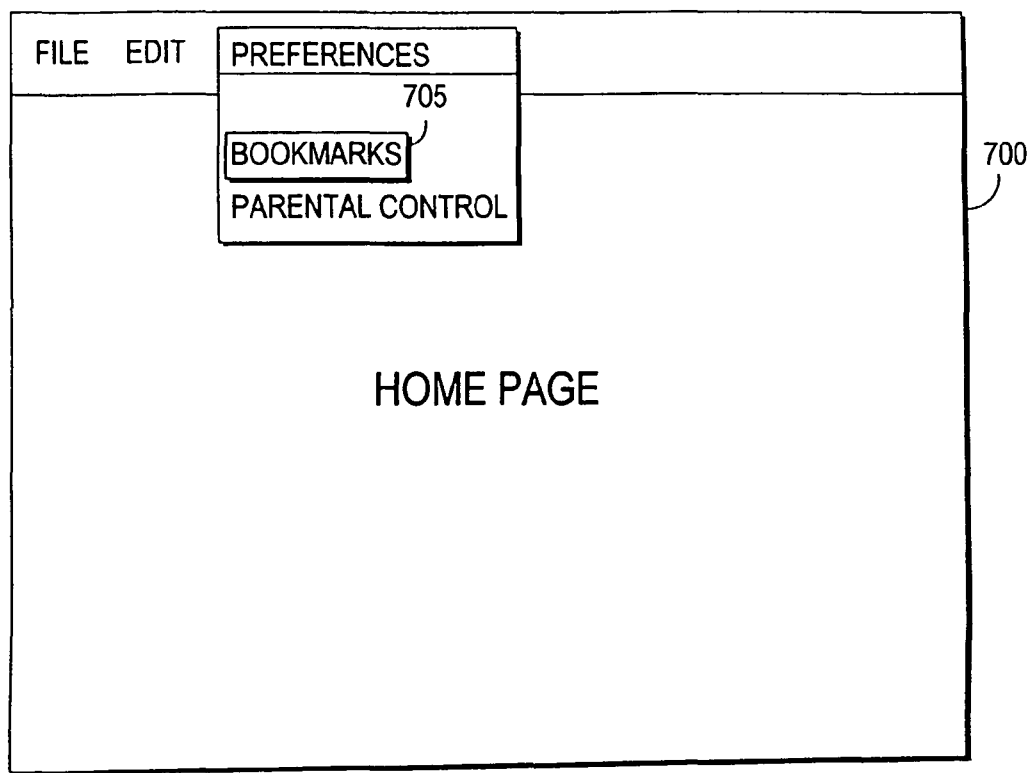 FILE EDIT PREFERENCES
705
BOOKMARKS
700
PARENTAL CONTROL
HOME PAGE